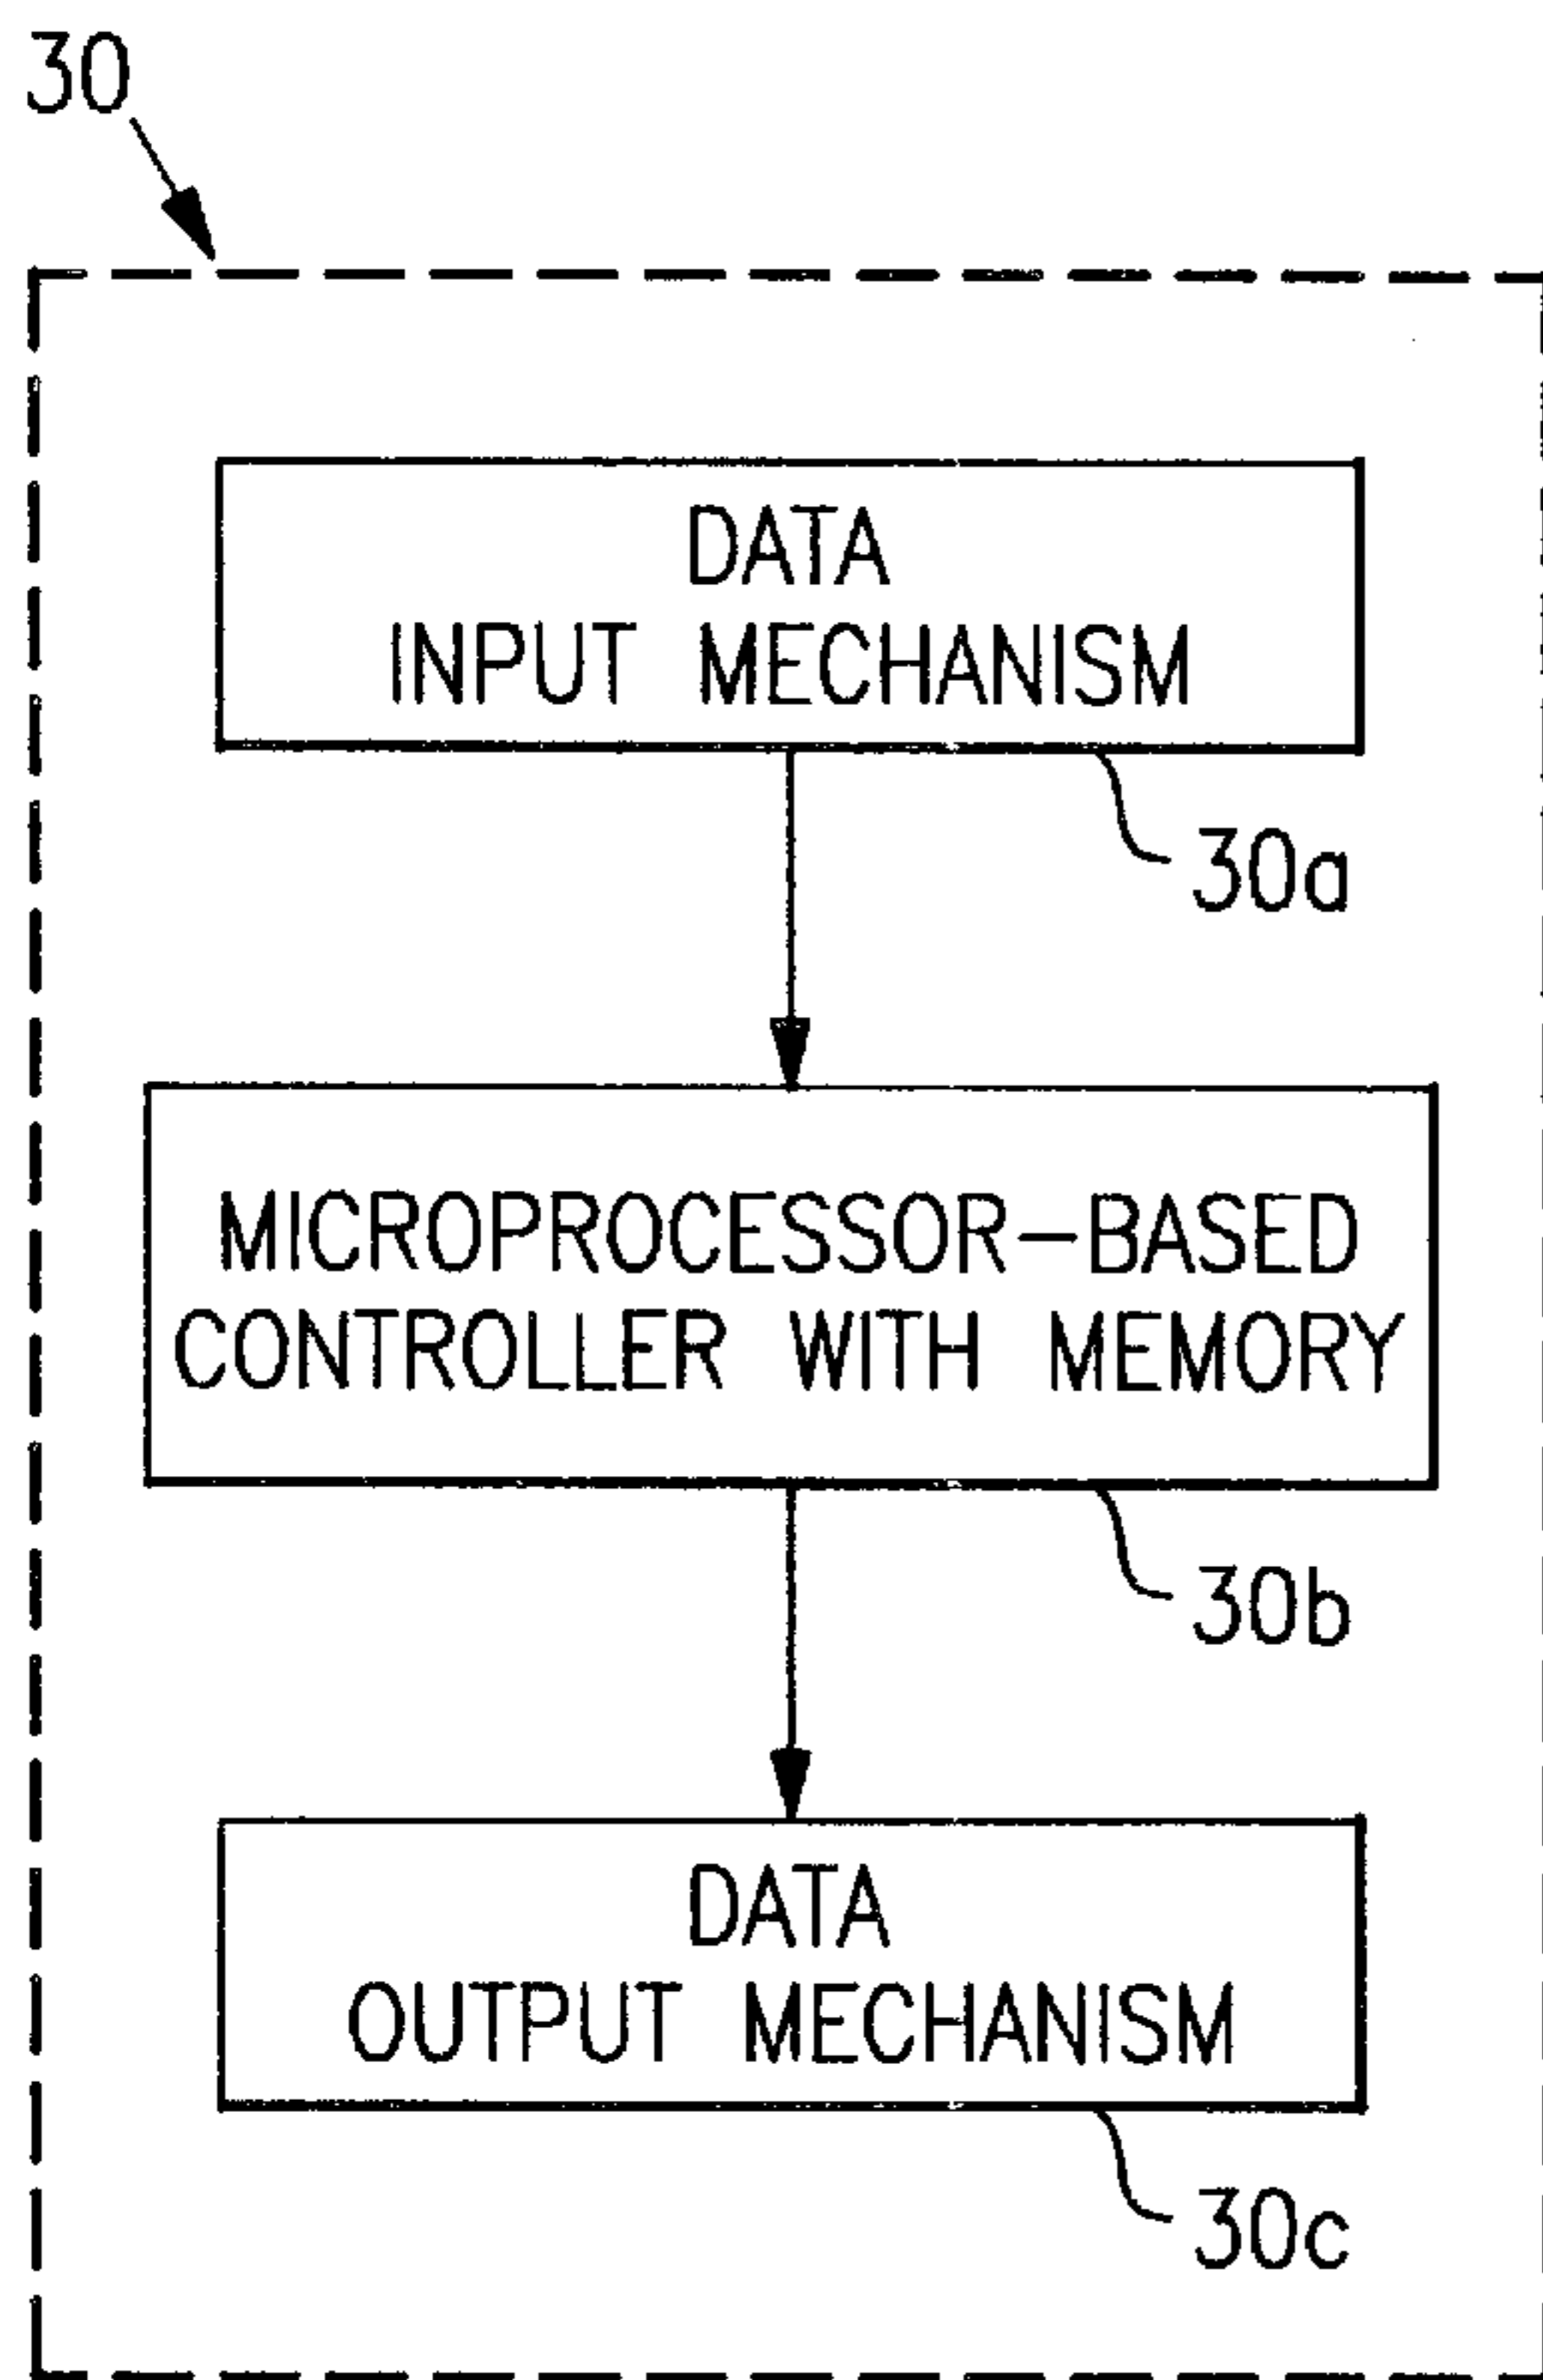 30
DATA
INPUT MECHANISM
30a
MICROPROCESSOR-BASED
CONTROLLER WITH MEMORY
30b
DATA
OUTPUT MECHANISM
30c